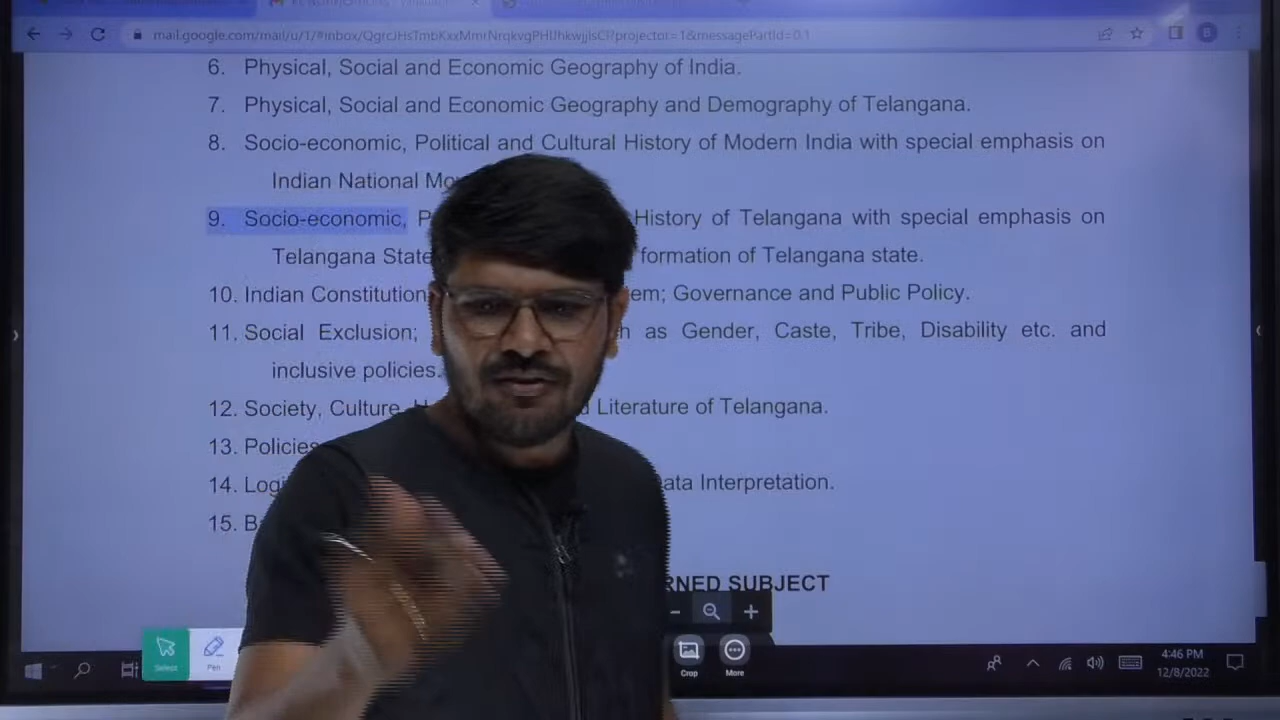 mail.google.com/mail/u/1/#inbox/
projector=1&messagePartId=0.1
B
6. Physical, Social and Economic Geography of India.
7. Physical, Social and Economic Geography and Demography of Telangana.
8. Socio-economic, Political and Cultural History of Modern India with special emphasis on
Indian National Mo
9. Socio-economic, P History of Telangana with special emphasis on
Telangana State formation of Telangana state.
10. Indian Constitution em; Governance and Public Policy.
11. Social Exclusion; h as Gender, Caste, Tribe, Disability etc. and
inclusive policies.
12. Society, Culture, H d Literature of Telangana.
13. Policies
14. Logi ata Interpretation.
15. Ba
RNED SUBJECT
Select
Pen
Crop
More
4:46 PM
12/8/2022